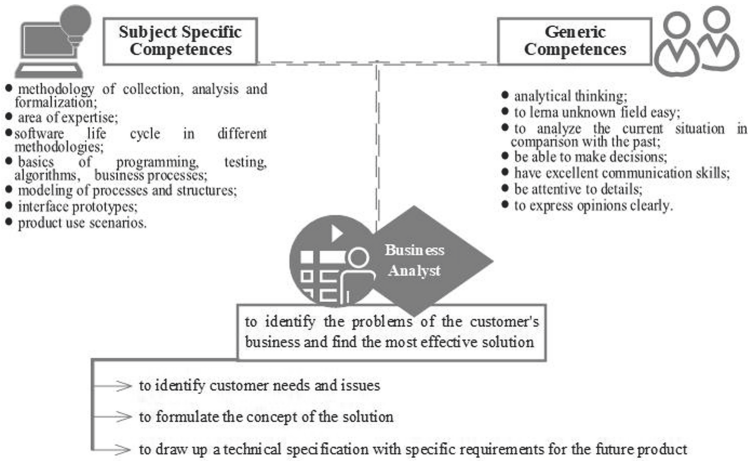 Subject Specific
Competences
● methodology of collection, analysis and
formalization;
● area of expertise;
● software life cycle in different
methodologies;
● basics of programming, testing,
algorithms, business processes;
● modeling of processes and structures;
● interface prototypes;
● product use scenarios.
Generic
Competences
● analytical thinking;
● to lerna unknown field easy;
● to analyze the current situation in
comparison with the past;
● be able to make decisions;
● have excellent communication skills;
● be attentive to details;
● to express opinions clearly.
Business
Analyst
to identify the problems of the customer's
business and find the most effective solution
to identify customer needs and issues
to formulate the concept of the solution
to draw up a technical specification with specific requirements for the future product